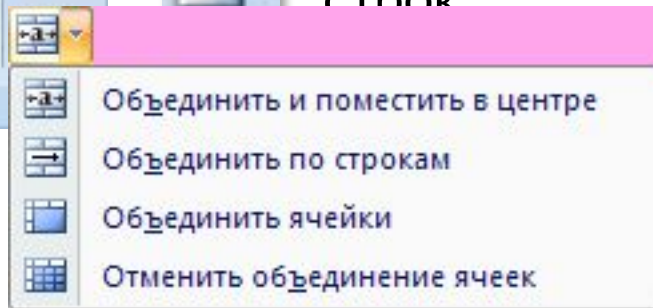 Объединить и поместить в центре
Объединить по строкам
Объединить ячейки
Отменить объединение ячеек